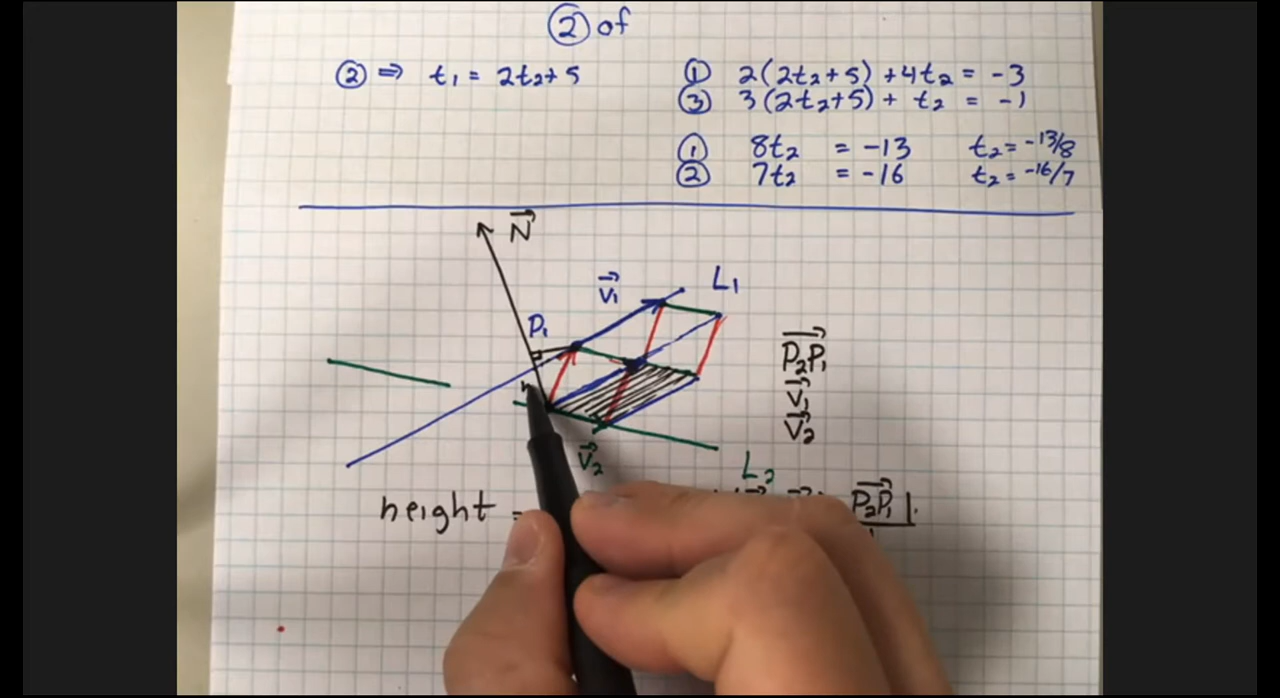 ② of
② ⇒ t₁ = 2t₂+5
① 2(2t₂+5) + 4t₂ = -3
③ 3(2t₂+5) + t₂ = -1
① 8t₂ = -13 t₂ = -13/8
② 7t₂ = -16 t₂ = -16/7
N⃗
v⃗₁ L₁
P₁
P₂P₁⃗
v⃗₁
v⃗₂
v⃗₂
L₂
height = P₂P₁⃗ |